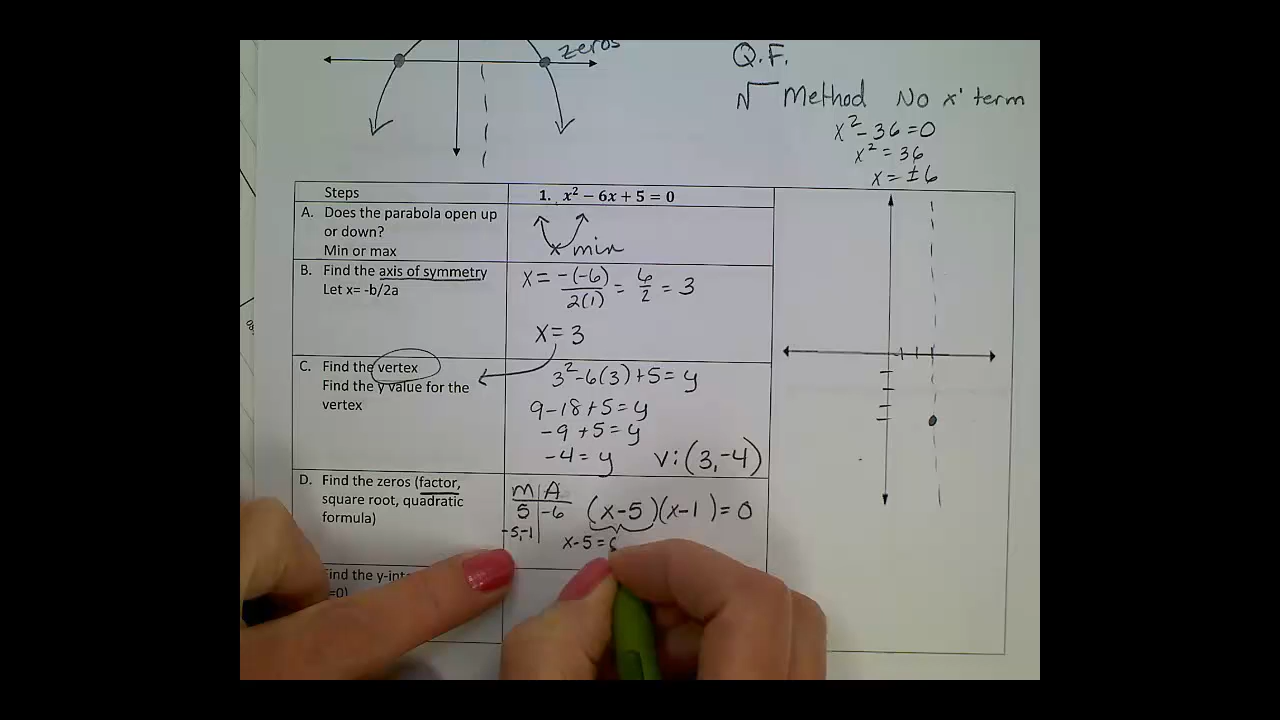 zeros
Q.F.
√ Method No x' term
x² - 36 = 0
x² = 36
x = ±6
Steps
1. x² − 6x + 5 = 0
A. Does the parabola open up
or down?
Min or max
x min
B. Find the axis of symmetry
Let x= -b/2a
x = -(-6)/2(1) = 6/2 = 3
x = 3
C. Find the vertex
Find the y value for the
vertex
3² - 6(3) + 5 = y
9 - 18 + 5 = y
-9 + 5 = y
-4 = y V: (3, -4)
D. Find the zeros (factor,
square root, quadratic
formula)
M A
5 -6
-5, -1
(x-5)(x-1) = 0
x-5 =
Find the
=0)